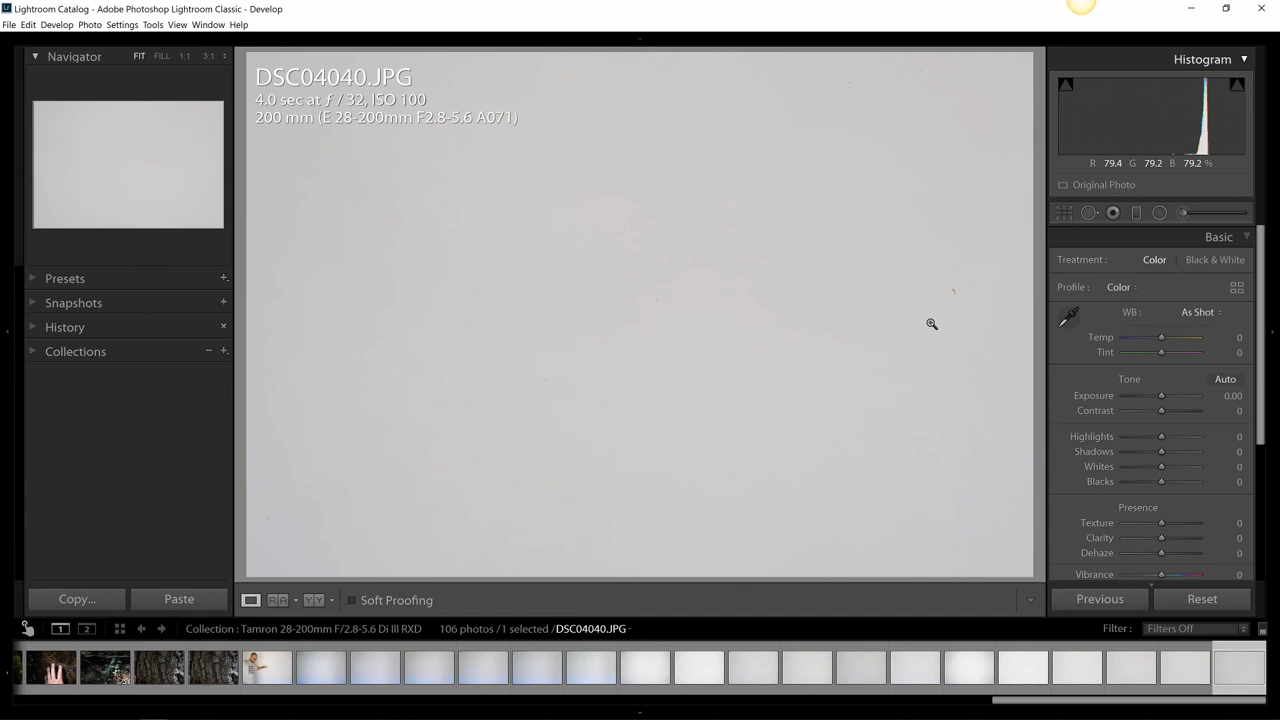 Lightroom Catalog - Adobe Photoshop Lightroom Classic - Develop
File Edit Develop Photo Settings Tools View Window Help
Navigator FIT FILL 1:1 3:1
Histogram
DSC04040.JPG
4.0 sec at ƒ / 32, ISO 100
200 mm (E 28-200mm F2.8-5.6 A071)
R 79.4 G 79.2 B 79.2 %
Original Photo
Basic
Treatment : Color Black & White
Profile : Color
WB : As Shot
Temp 0
Tint 0
Tone Auto
Exposure 0.00
Contrast 0
Highlights 0
Shadows 0
Whites 0
Blacks 0
Presence
Texture 0
Clarity 0
Dehaze 0
Vibrance 0
Presets
Snapshots
History
Collections
Copy... Paste
Soft Proofing
Previous Reset
1 2
Collection : Tamron 28-200mm F/2.8-5.6 Di III RXD 106 photos /1 selected /DSC04040.JPG
Filter : Filters Off